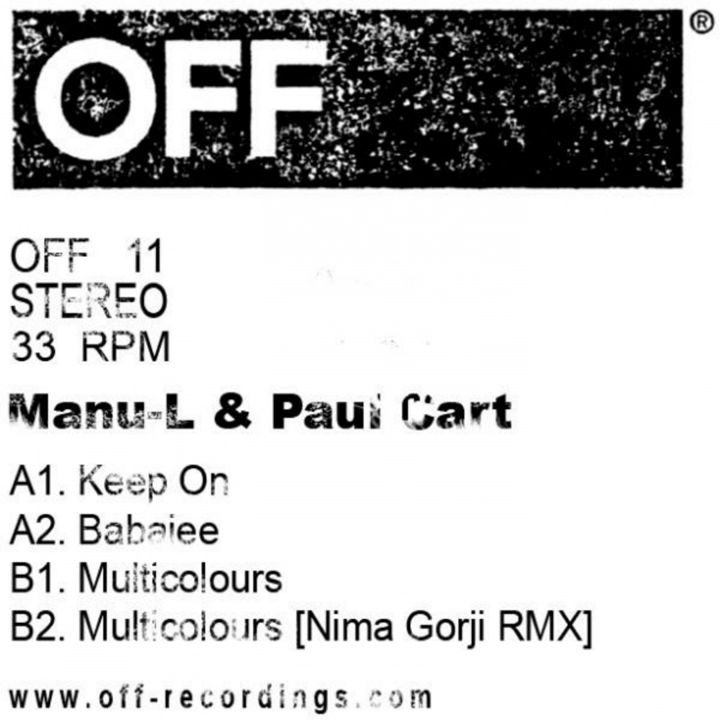 OFF ®
OFF 11
STEREO
33 RPM
Manu-L & Paul Cart
A1. Keep On
A2. Babaiee
B1. Multicolours
B2. Multicolours [Nima Gorji RMX]
www.off-recordings.com